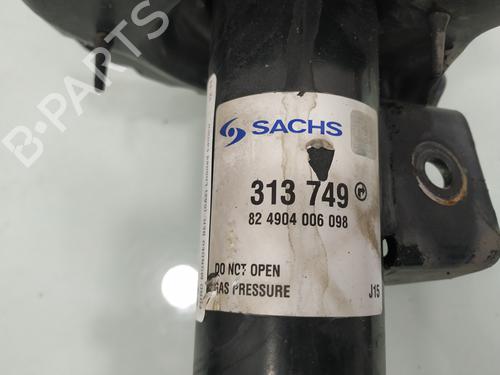 B-PARTS
SACHS
313 749
82 4904 006 098
DO NOT OPEN
GAS PRESSURE
J15